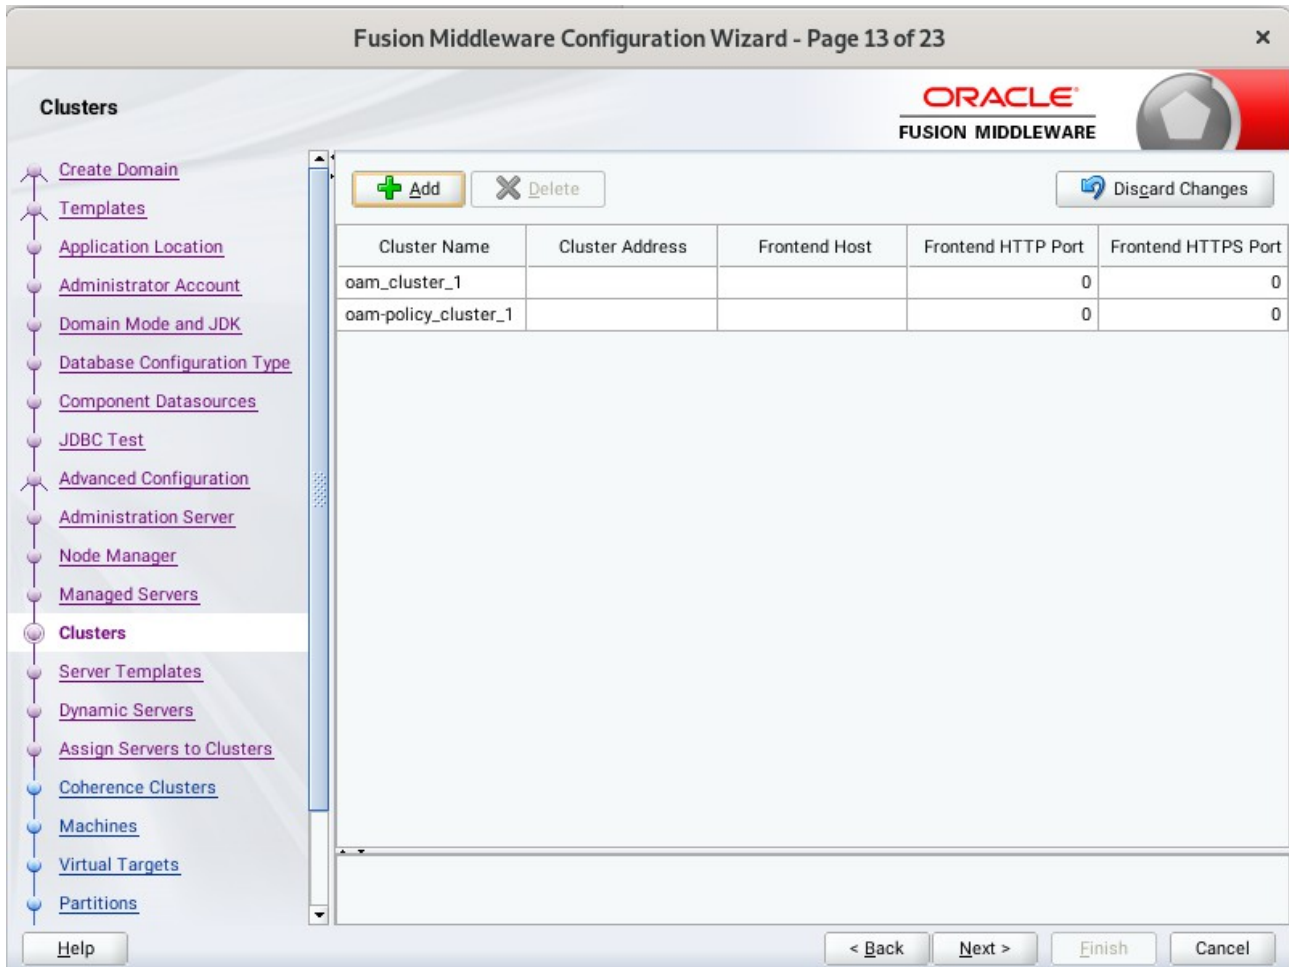 Fusion Middleware Configuration Wizard - Page 13 of 23
×
Clusters
ORACLE
FUSION MIDDLEWARE
Create Domain
Templates
Application Location
Administrator Account
Domain Mode and JDK
Database Configuration Type
Component Datasources
JDBC Test
Advanced Configuration
Administration Server
Node Manager
Managed Servers
Clusters
Server Templates
Dynamic Servers
Assign Servers to Clusters
Coherence Clusters
Machines
Virtual Targets
Partitions
Add Delete Discard Changes
Cluster Name Cluster Address Frontend Host Frontend HTTP Port Frontend HTTPS Port
oam_cluster_1 0 0
oam-policy_cluster_1 0 0
Help < Back Next > Finish Cancel